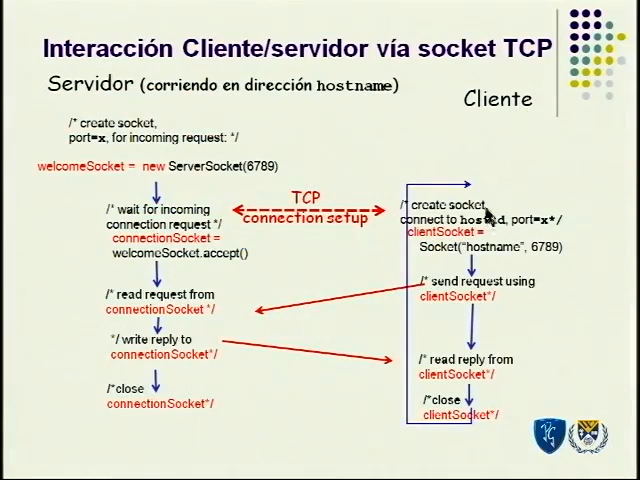 Interacción Cliente/servidor vía socket TCP
Servidor (corriendo en dirección hostname)
Cliente
/* create socket,
port=x, for incoming request: */
welcomeSocket = new ServerSocket(6789)
TCP
connection setup
/* wait for incoming
connection request */
connectionSocket =
welcomeSocket.accept()
/* create socket,
connect to hostid, port=x*/
clientSocket =
Socket("hostname", 6789)
/* read request from
connectionSocket */
/* send request using
clientSocket*/
*/ write reply to
connectionSocket*/
/* read reply from
clientSocket*/
/*close
connectionSocket*/
/*close
clientSocket*/